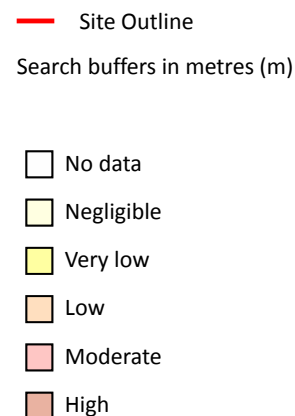 Site Outline
Search buffers in metres (m)
No data
Negligible
Very low
Low
Moderate
High